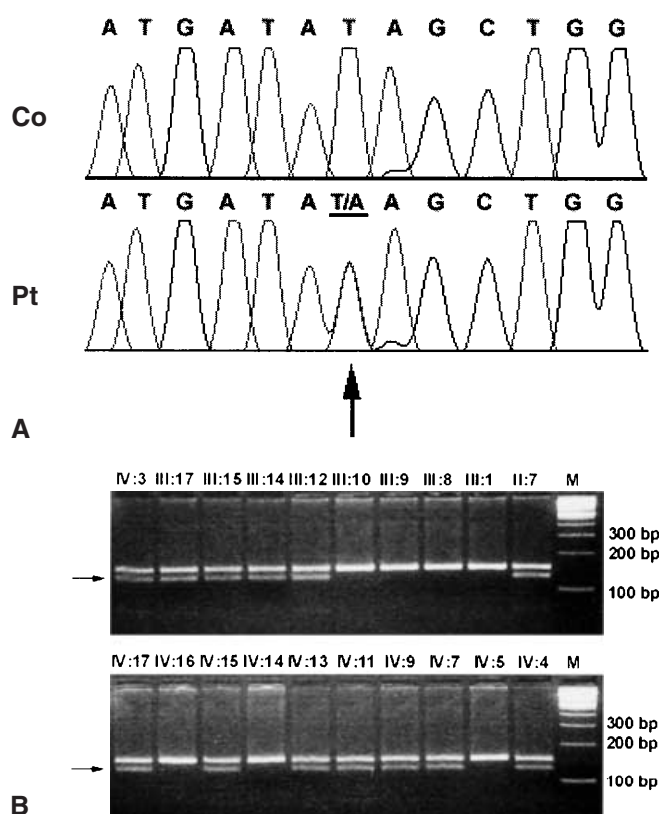 A T G A T A T A G C T G G
Co
A T G A T A T/A A G C T G G
Pt
A
IV:3 III:17 III:15 III:14 III:12 III:10 III:9 III:8 III:1 II:7 M
300 bp
200 bp
100 bp
IV:17 IV:16 IV:15 IV:14 IV:13 IV:11 IV:9 IV:7 IV:5 IV:4 M
300 bp
200 bp
100 bp
B